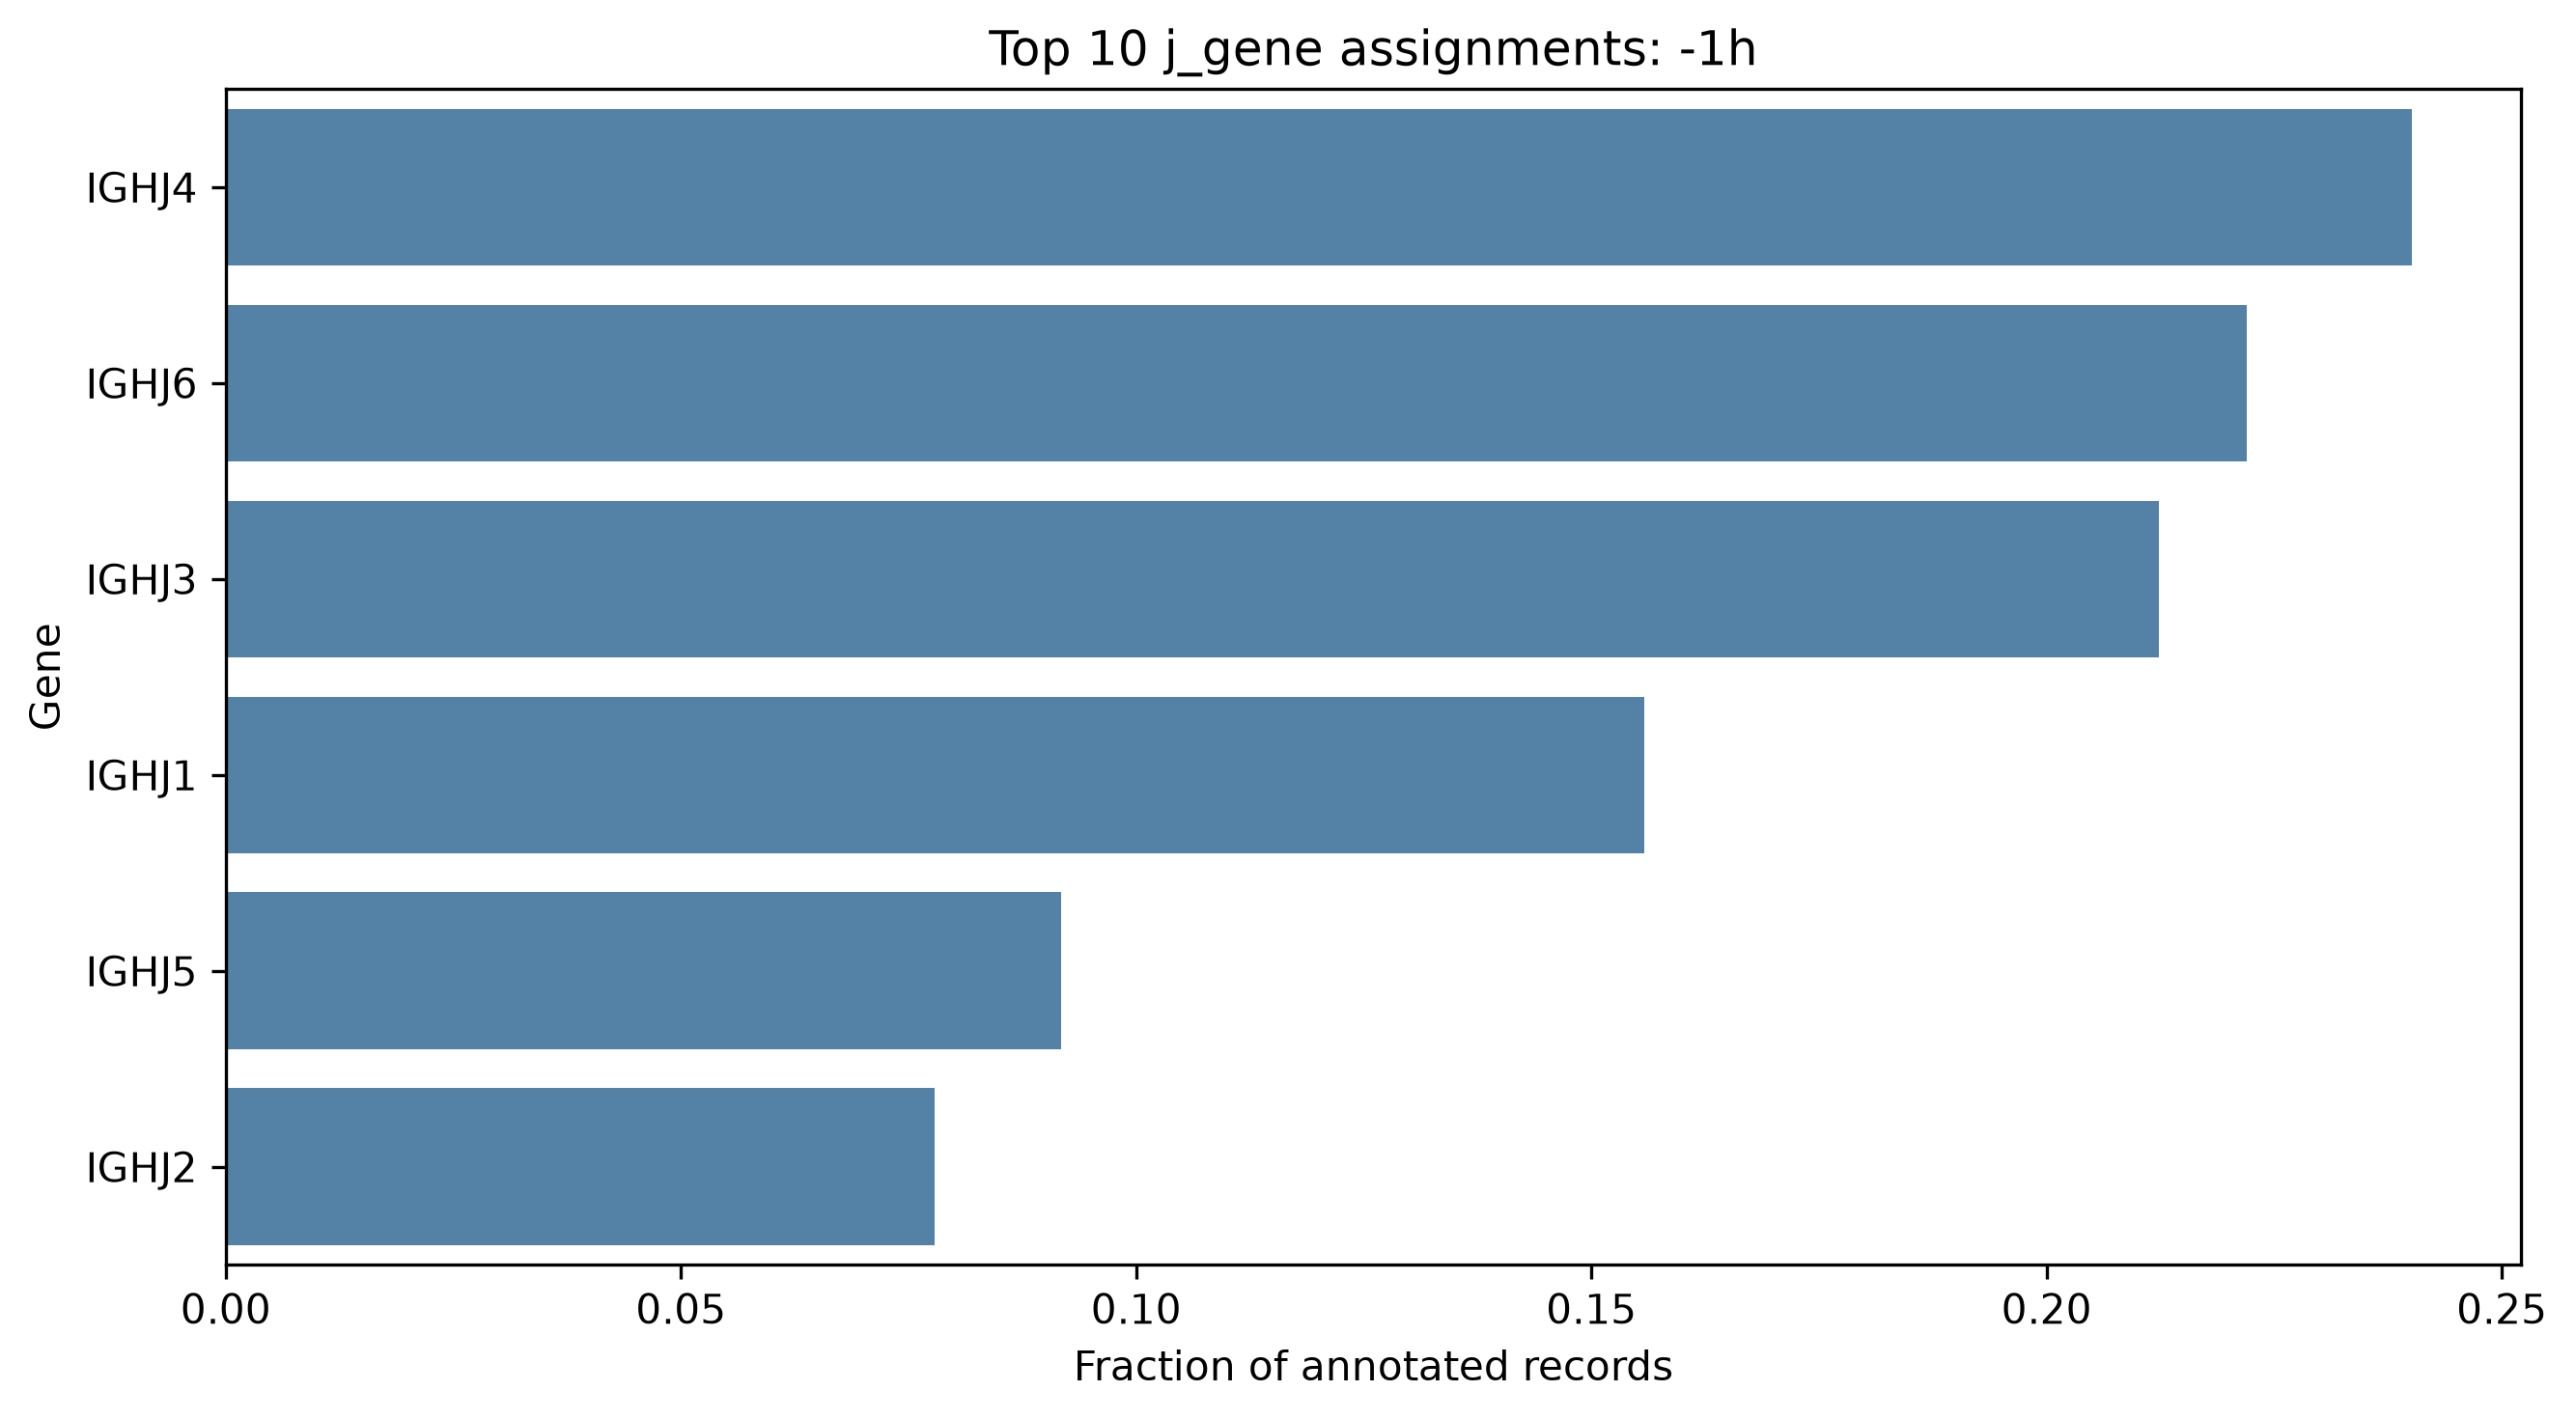 Top 10 j_gene assignments: -1h
IGHJ4
IGHJ6
IGHJ3
IGHJ1
IGHJ5
IGHJ2
Gene
0.00 0.05 0.10 0.15 0.20 0.25
Fraction of annotated records